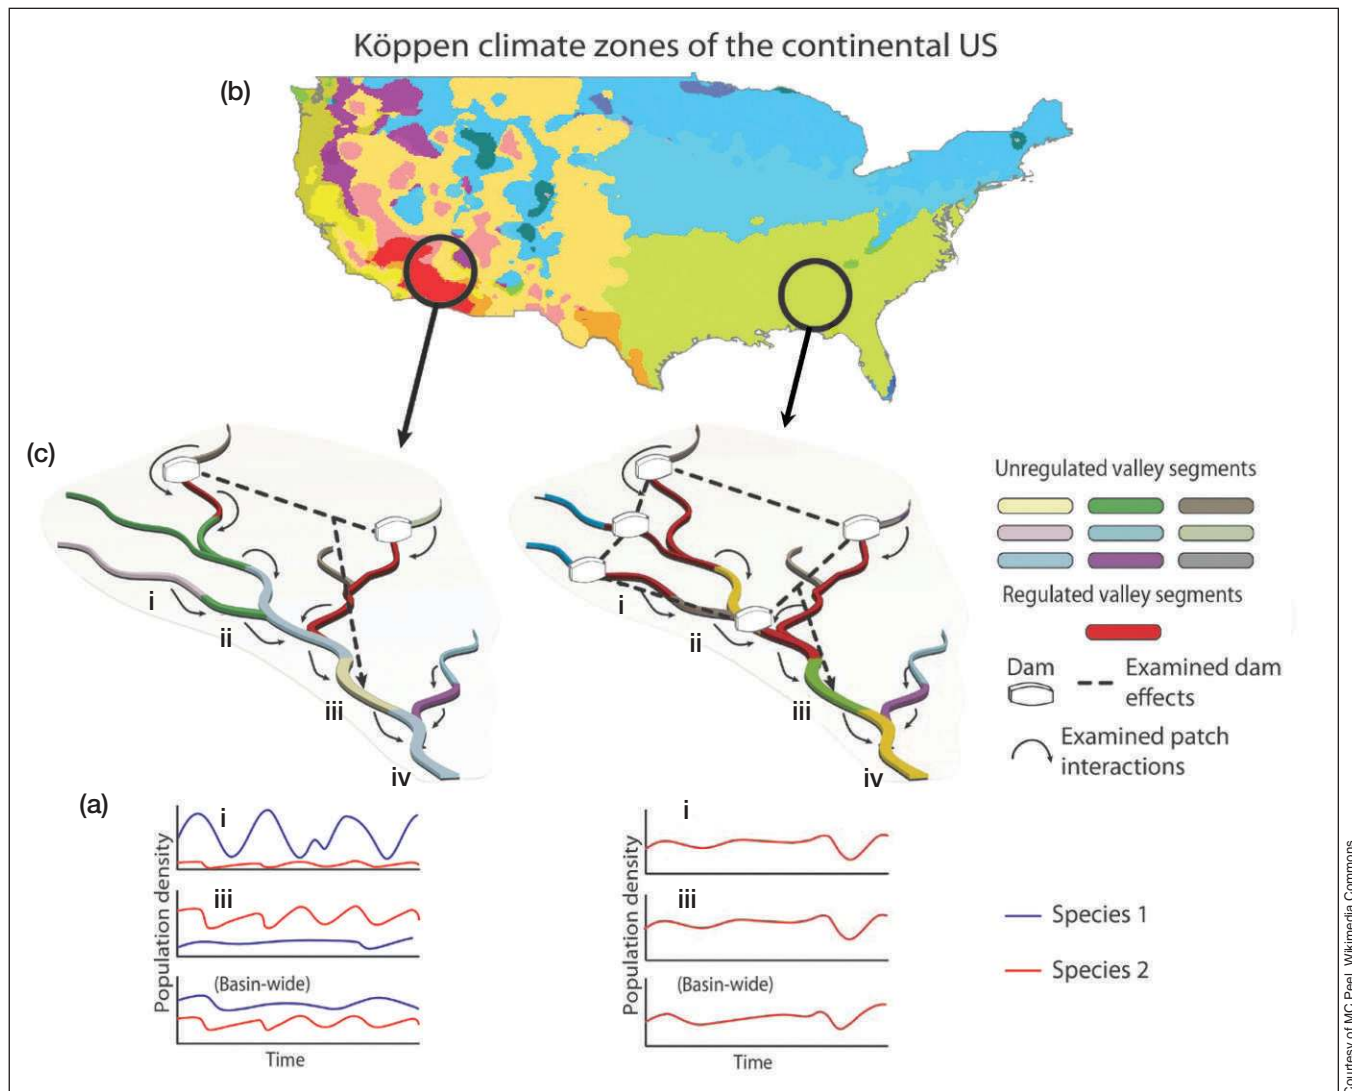 Köppen climate zones of the continental US
(b)
(c)
i
ii
iii
iv
i
ii
iii
iv
Unregulated valley segments
Regulated valley segments
Dam
Examined dam
effects
Examined patch
interactions
(a)
Population density
i
iii
(Basin-wide)
Time
Population density
i
iii
(Basin-wide)
Time
Species 1
Species 2
Courtesy of MC Peel, Wikimedia Commons